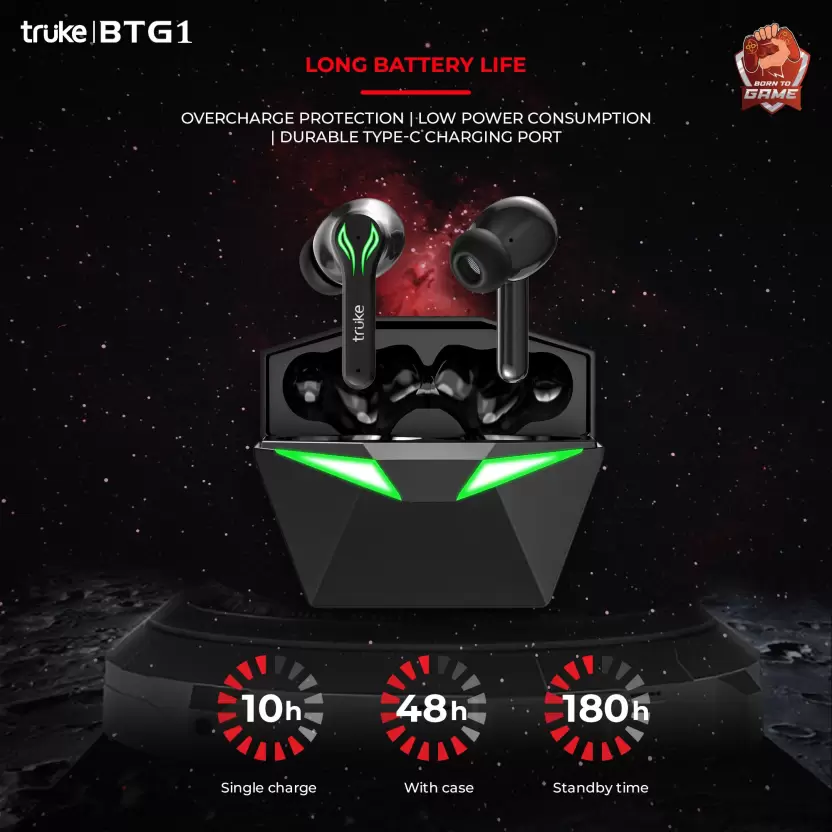 truke | BTG1
LONG BATTERY LIFE
BORN TO
GAME
OVERCHARGE PROTECTION | LOW POWER CONSUMPTION
| DURABLE TYPE-C CHARGING PORT
truke
10h
48h
180h
Single charge
With case
Standby time